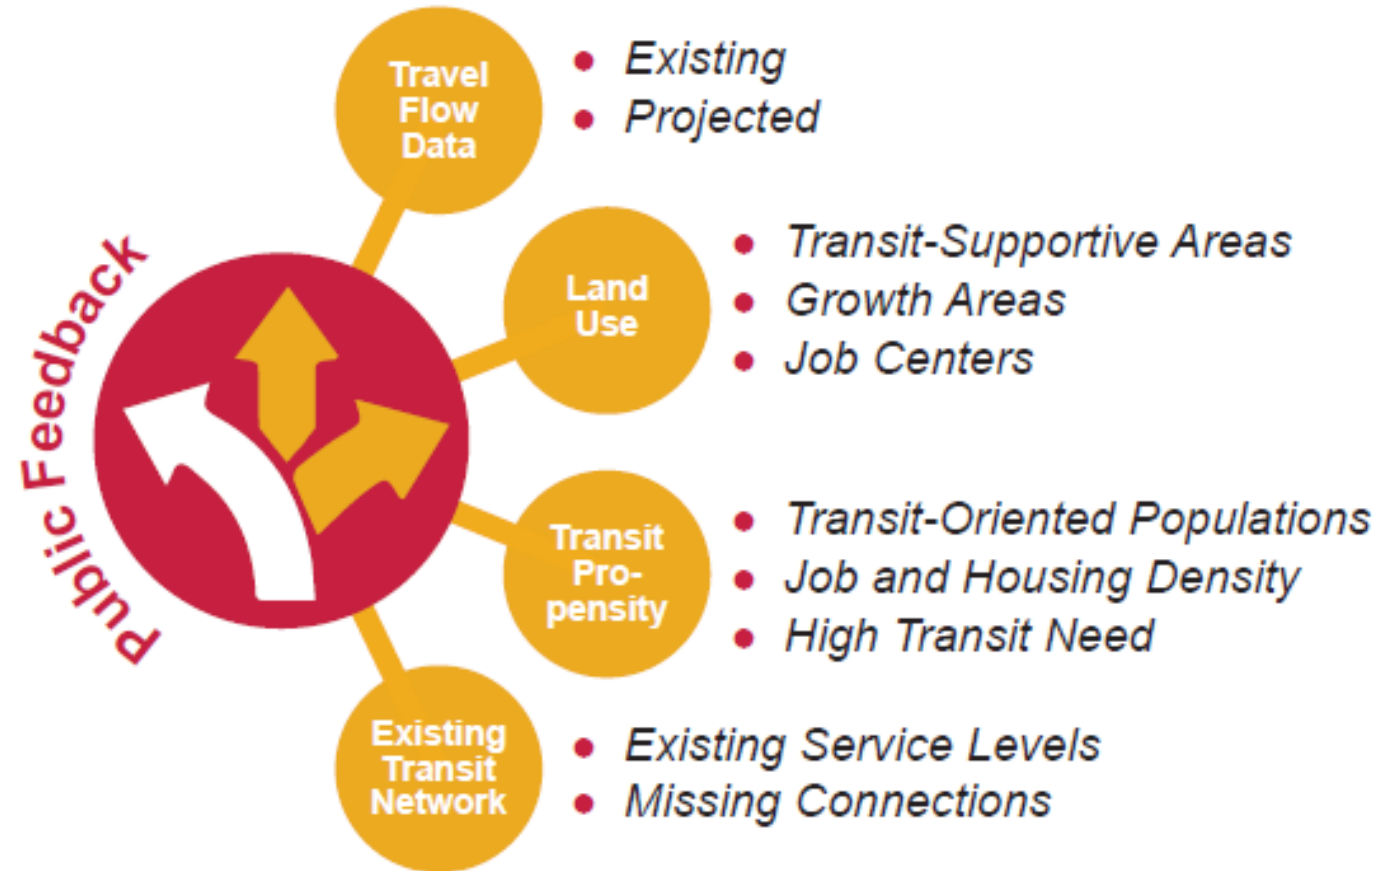 Public Feedback
Travel
Flow
Data
Existing
Projected
Land
Use
Transit-Supportive Areas
Growth Areas
Job Centers
Transit
Pro-
pensity
Transit-Oriented Populations
Job and Housing Density
High Transit Need
Existing
Transit
Network
Existing Service Levels
Missing Connections